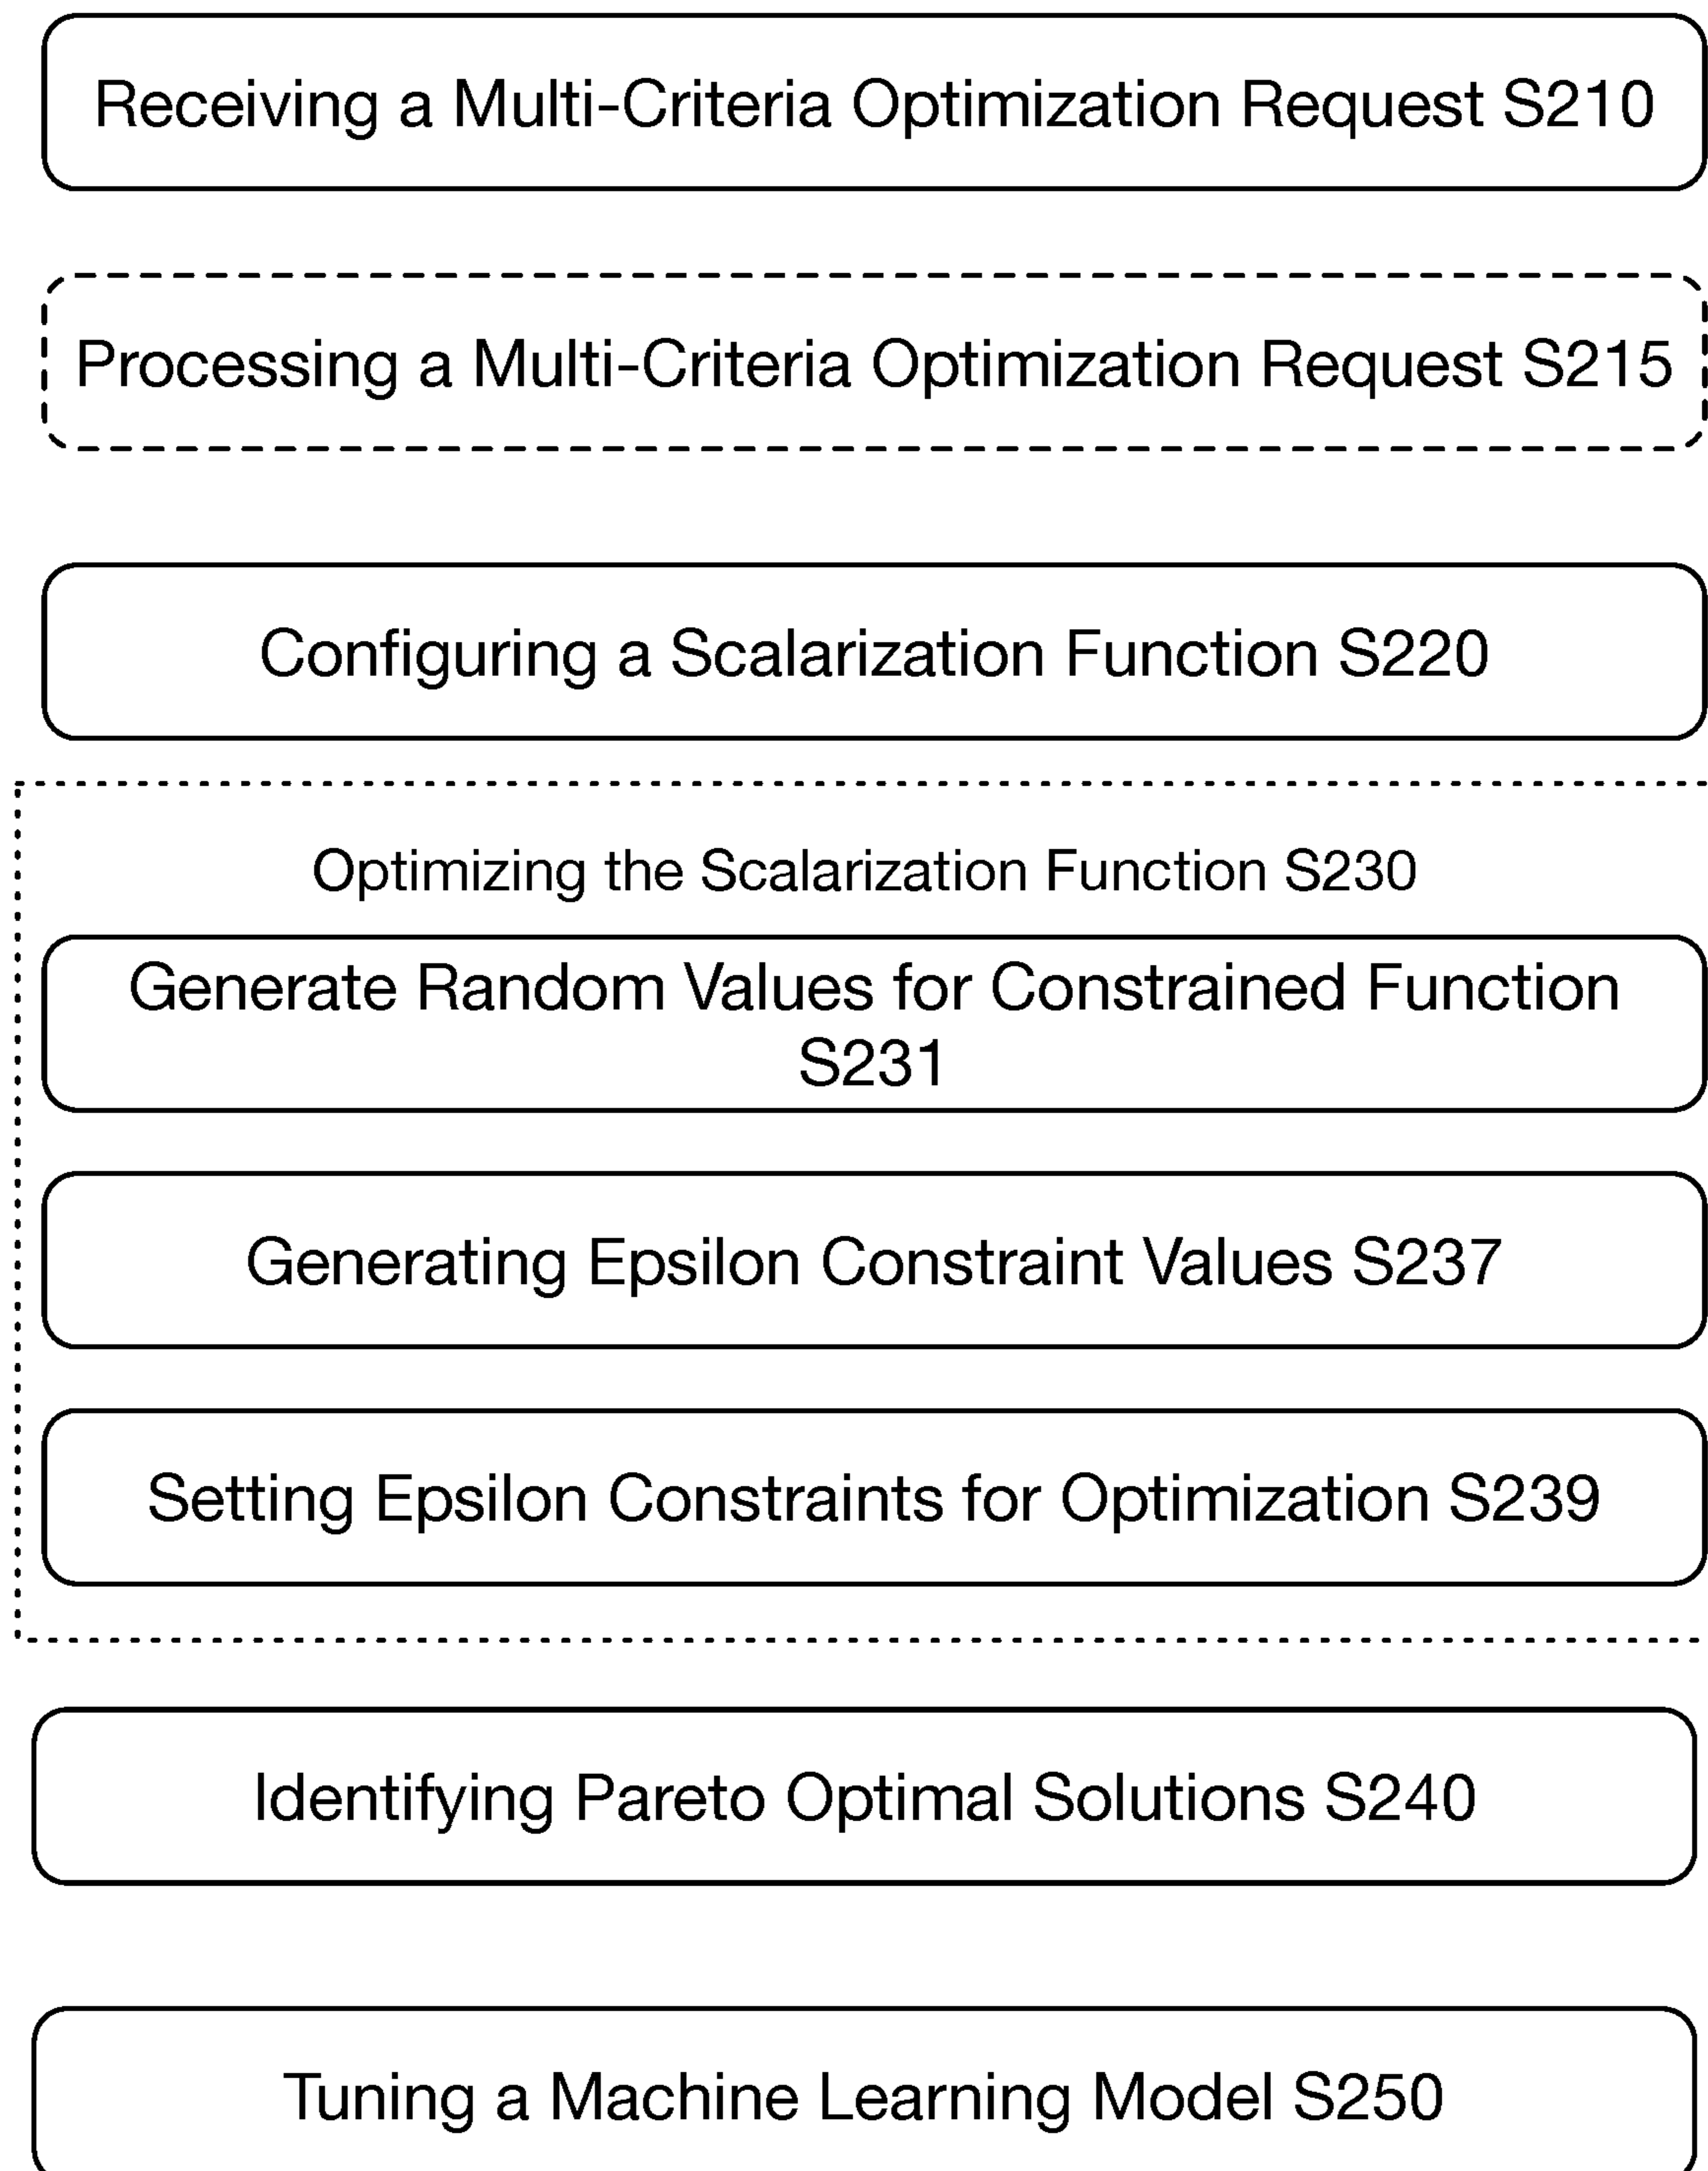 Receiving a Multi-Criteria Optimization Request S210
Processing a Multi-Criteria Optimization Request S215
Configuring a Scalarization Function S220
Optimizing the Scalarization Function S230
Generate Random Values for Constrained Function
S231
Generating Epsilon Constraint Values S237
Setting Epsilon Constraints for Optimization S239
Identifying Pareto Optimal Solutions S240
Tuning a Machine Learning Model S250